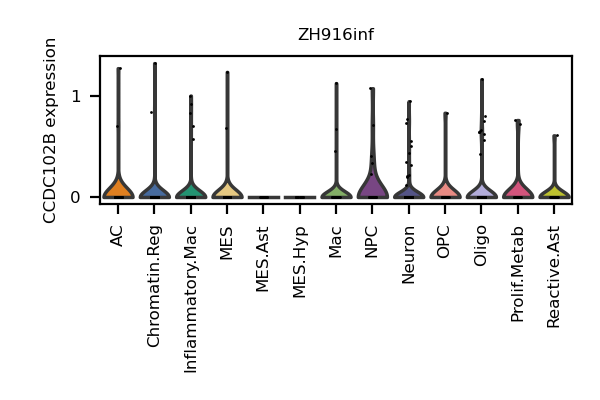 ZH916inf
CCDC102B expression
1
0
AC
Chromatin.Reg
Inflammatory.Mac
MES
MES.Ast
MES.Hyp
Mac
NPC
Neuron
OPC
Oligo
Prolif.Metab
Reactive.Ast